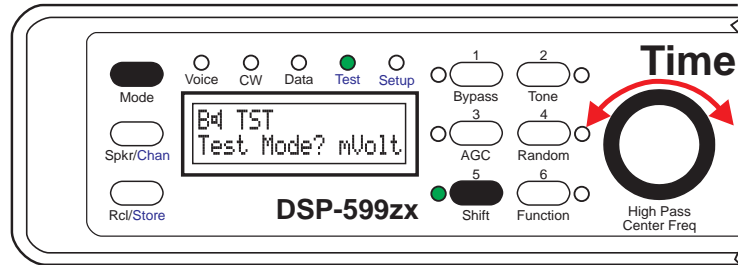 Time
Voice CW Data Test Setup
Mode
1 2
Bypass Tone
B TST
Test Mode? mVolt
Spkr/Chan
3 4
AGC Random
Rcl/Store
DSP-599zx
5 6
Shift Function
High Pass
Center Freq